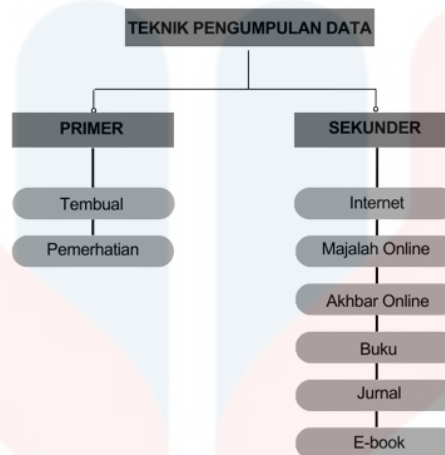 TEKNIK PENGUMPULAN DATA
PRIMER
Tembual
Pemerhatian
SEKUNDER
Internet
Majalah Online
Akhbar Online
Buku
Jurnal
E-book